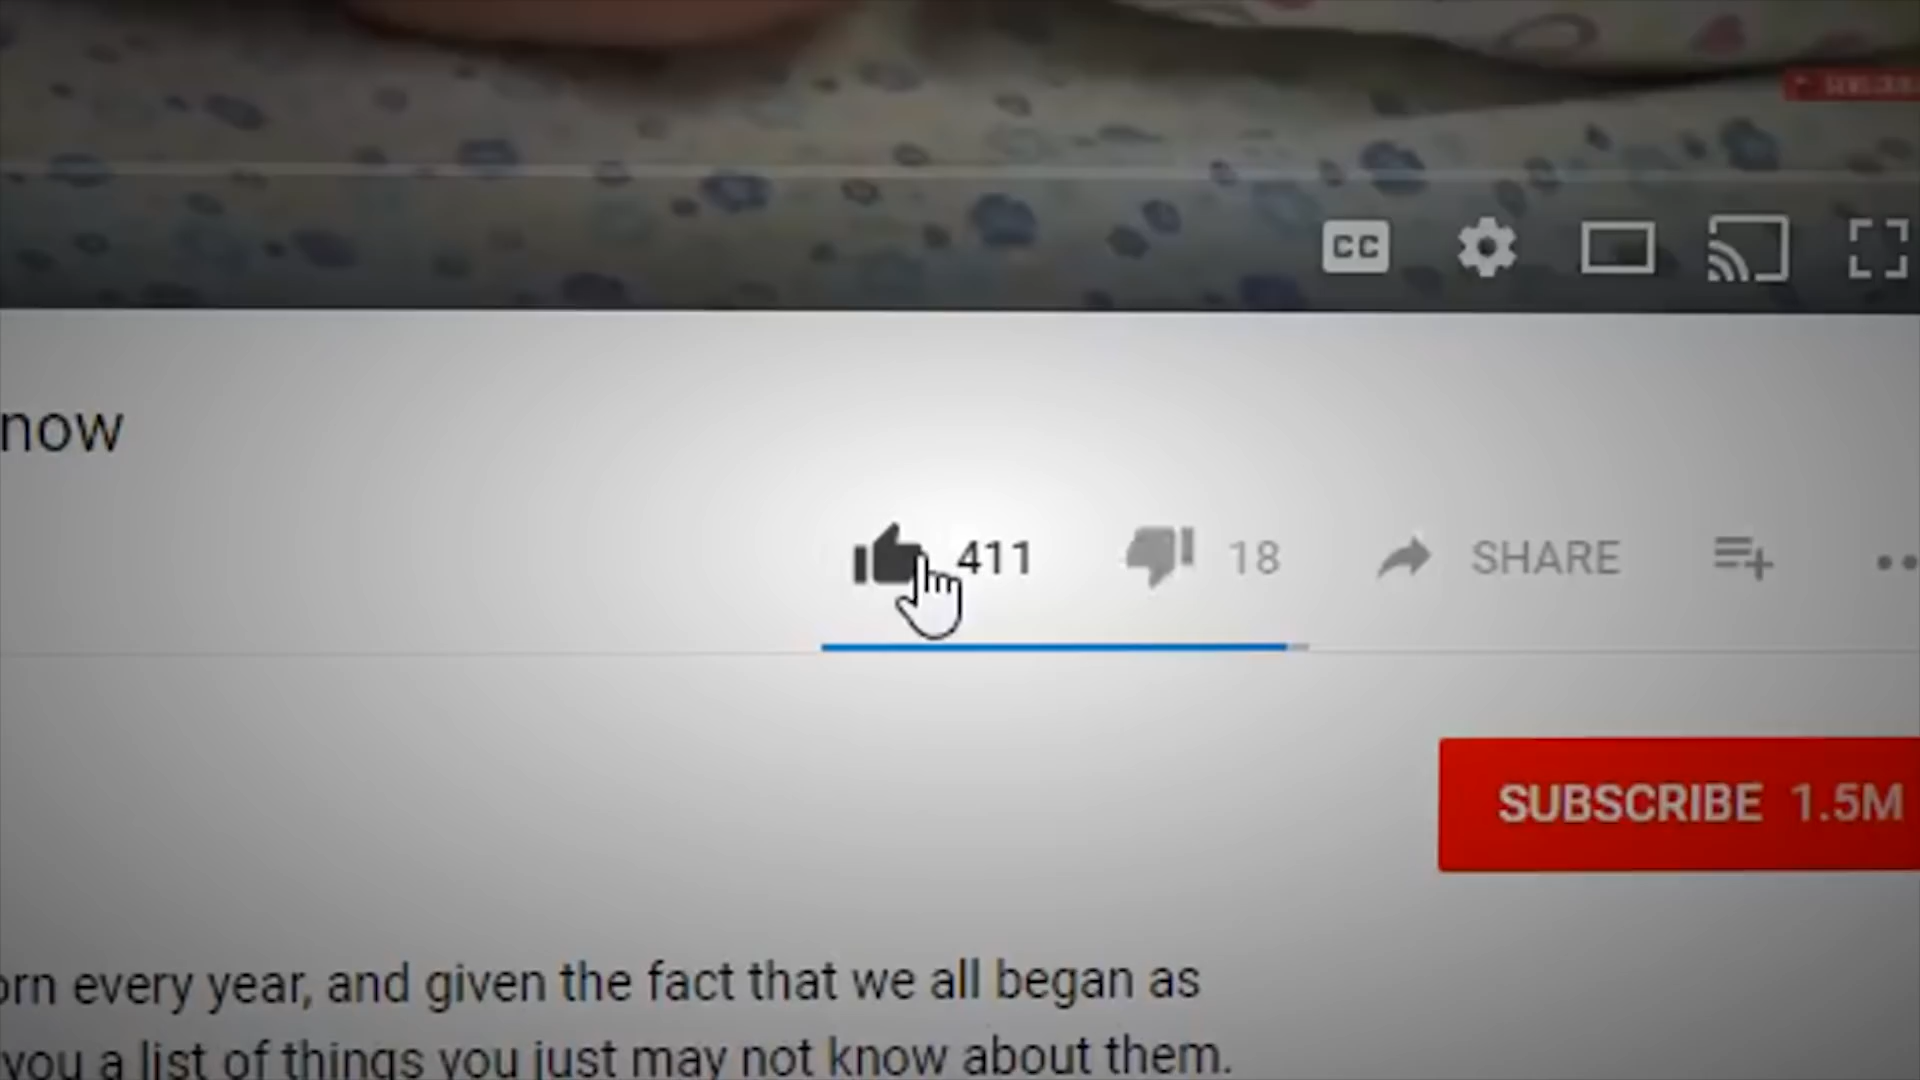 CC
now
411 18 SHARE
SUBSCRIBE 1.5M
orn every year, and given the fact that we all began as
you a list of things you just may not know about them.